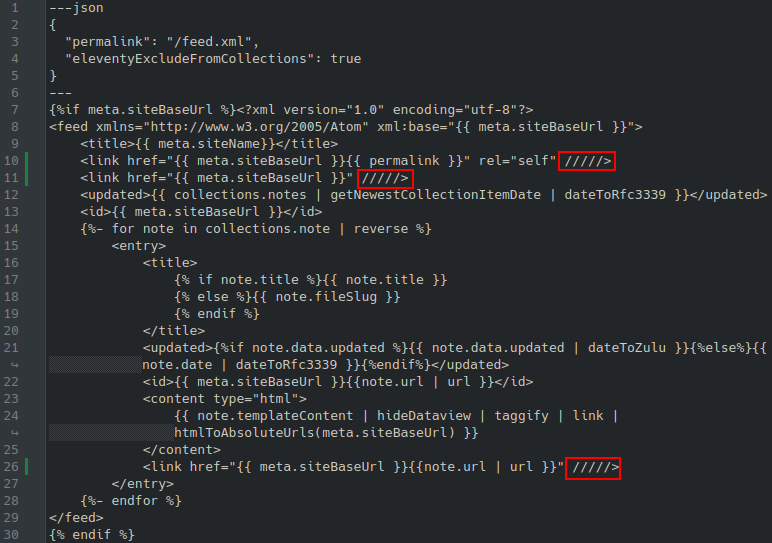 1 ---json
2 {
3   "permalink": "/feed.xml",
4   "eleventyExcludeFromCollections": true
5 }
6 ---
7 {%if meta.siteBaseUrl %}<?xml version="1.0" encoding="utf-8"?>
8 <feed xmlns="http://www.w3.org/2005/Atom" xml:base="{{ meta.siteBaseUrl }}">
9     <title>{{ meta.siteName}}</title>
10     <link href="{{ meta.siteBaseUrl }}{{ permalink }}" rel="self" /////>
11     <link href="{{ meta.siteBaseUrl }}" /////>
12     <updated>{{ collections.notes | getNewestCollectionItemDate | dateToRfc3339 }}</updated>
13     <id>{{ meta.siteBaseUrl }}</id>
14     {%- for note in collections.note | reverse %}
15         <entry>
16             <title>
17                 {% if note.title %}{{ note.title }}
18                 {% else %}{{ note.fileSlug }}
19                 {% endif %}
20             </title>
21             <updated>{%if note.data.updated %}{{ note.data.updated | dateToZulu }}{%else%}{{
↪             note.date | dateToRfc3339 }}{%endif%}</updated>
22             <id>{{ meta.siteBaseUrl }}{{note.url | url }}</id>
23             <content type="html">
24                 {{ note.templateContent | hideDataview | taggify | link |
↪                 htmlToAbsoluteUrls(meta.siteBaseUrl) }}
25             </content>
26             <link href="{{ meta.siteBaseUrl }}{{note.url | url }}" /////>
27         </entry>
28     {%- endfor %}
29 </feed>
30 {% endif %}